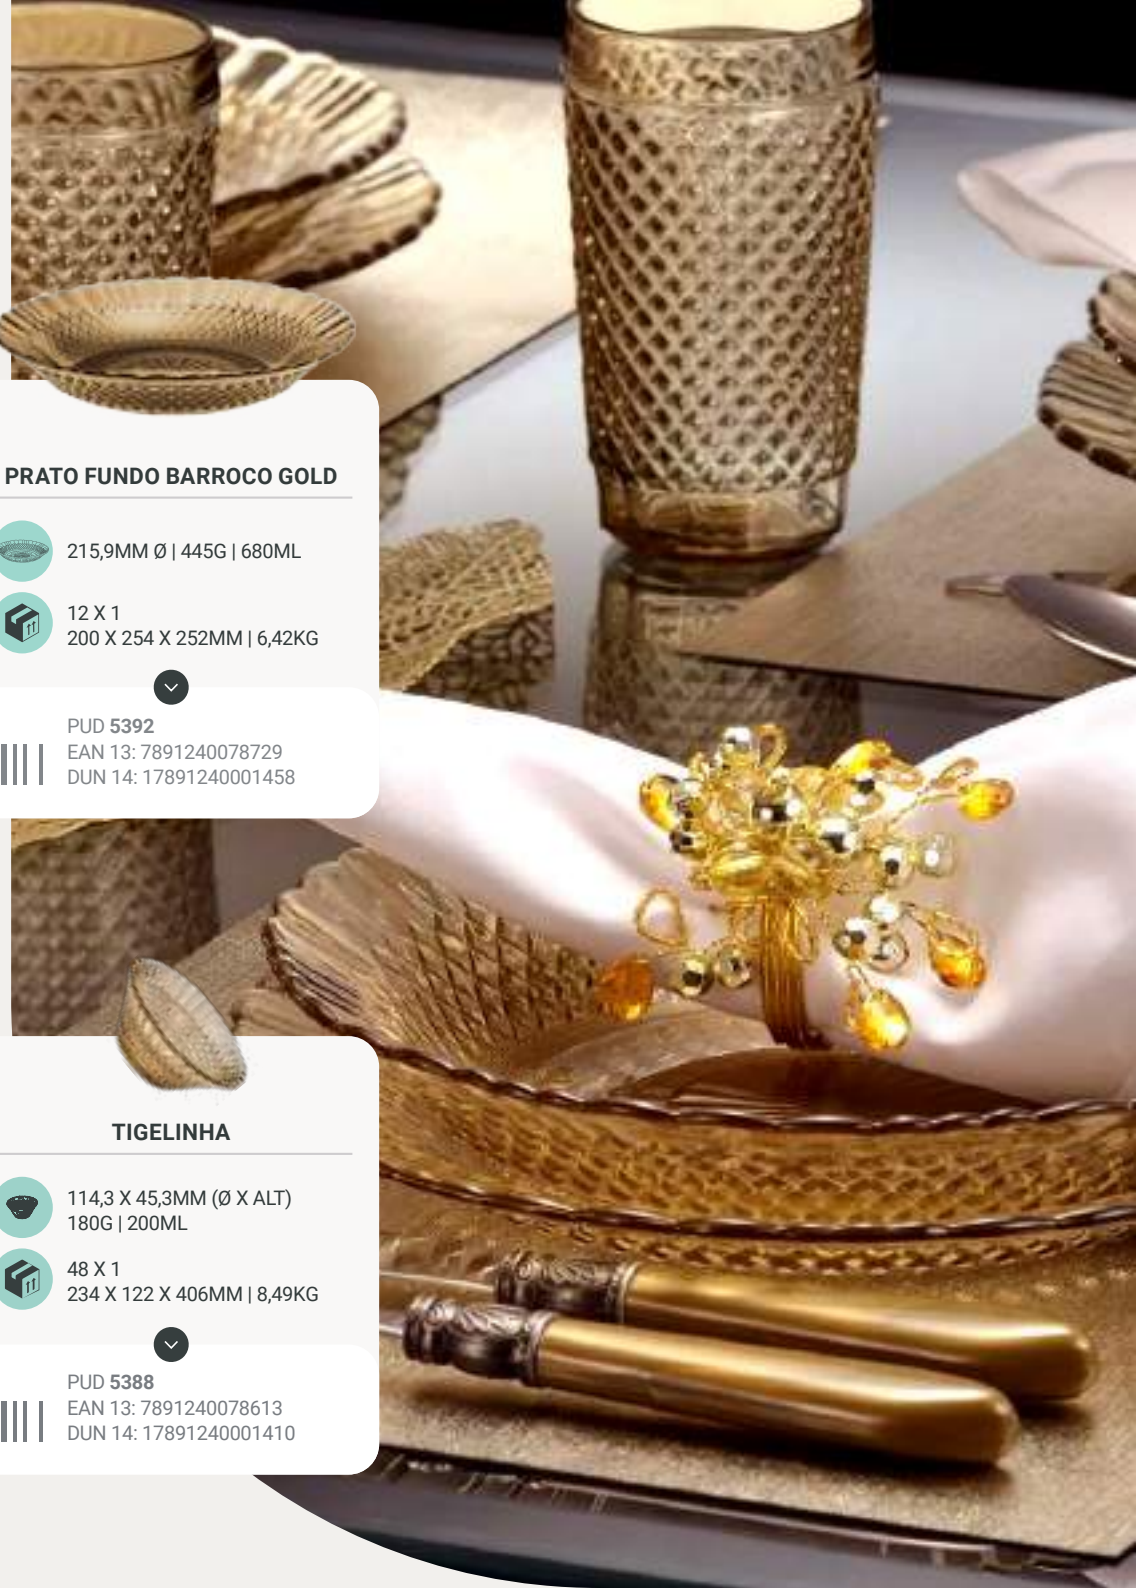 PRATO FUNDO BARROCO GOLD
215,9MM Ø | 445G | 680ML
12 X 1
200 X 254 X 252MM | 6,42KG
PUD 5392
EAN 13: 7891240078729
DUN 14: 17891240001458
TIGELINHA
114,3 X 45,3MM (Ø X ALT)
180G | 200ML
48 X 1
234 X 122 X 406MM | 8,49KG
PUD 5388
EAN 13: 7891240078613
DUN 14: 17891240001410